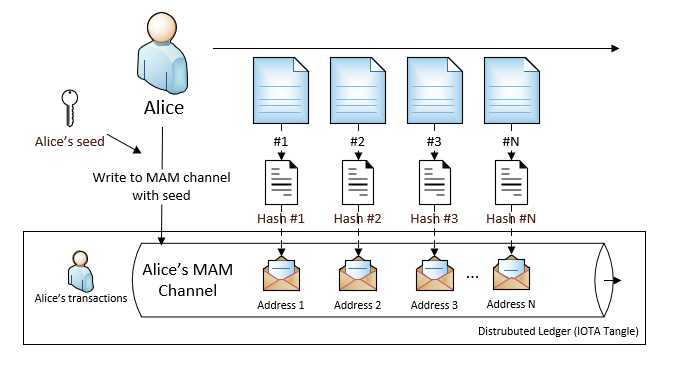 Alice
Alice's seed
Write to MAM channel
with seed
#1
#2
#3
#N
Hash #1
Hash #2
Hash #3
Hash #N
Alice's transactions
Alice's MAM
Channel
Address 1
Address 2
Address 3
...
Address N
Distrubuted Ledger (IOTA Tangle)